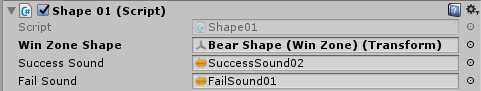 Shape 01 (Script)
Script Shape01
Win Zone Shape Bear Shape (Win Zone) (Transform)
Success Sound SuccessSound02
Fail Sound FailSound01